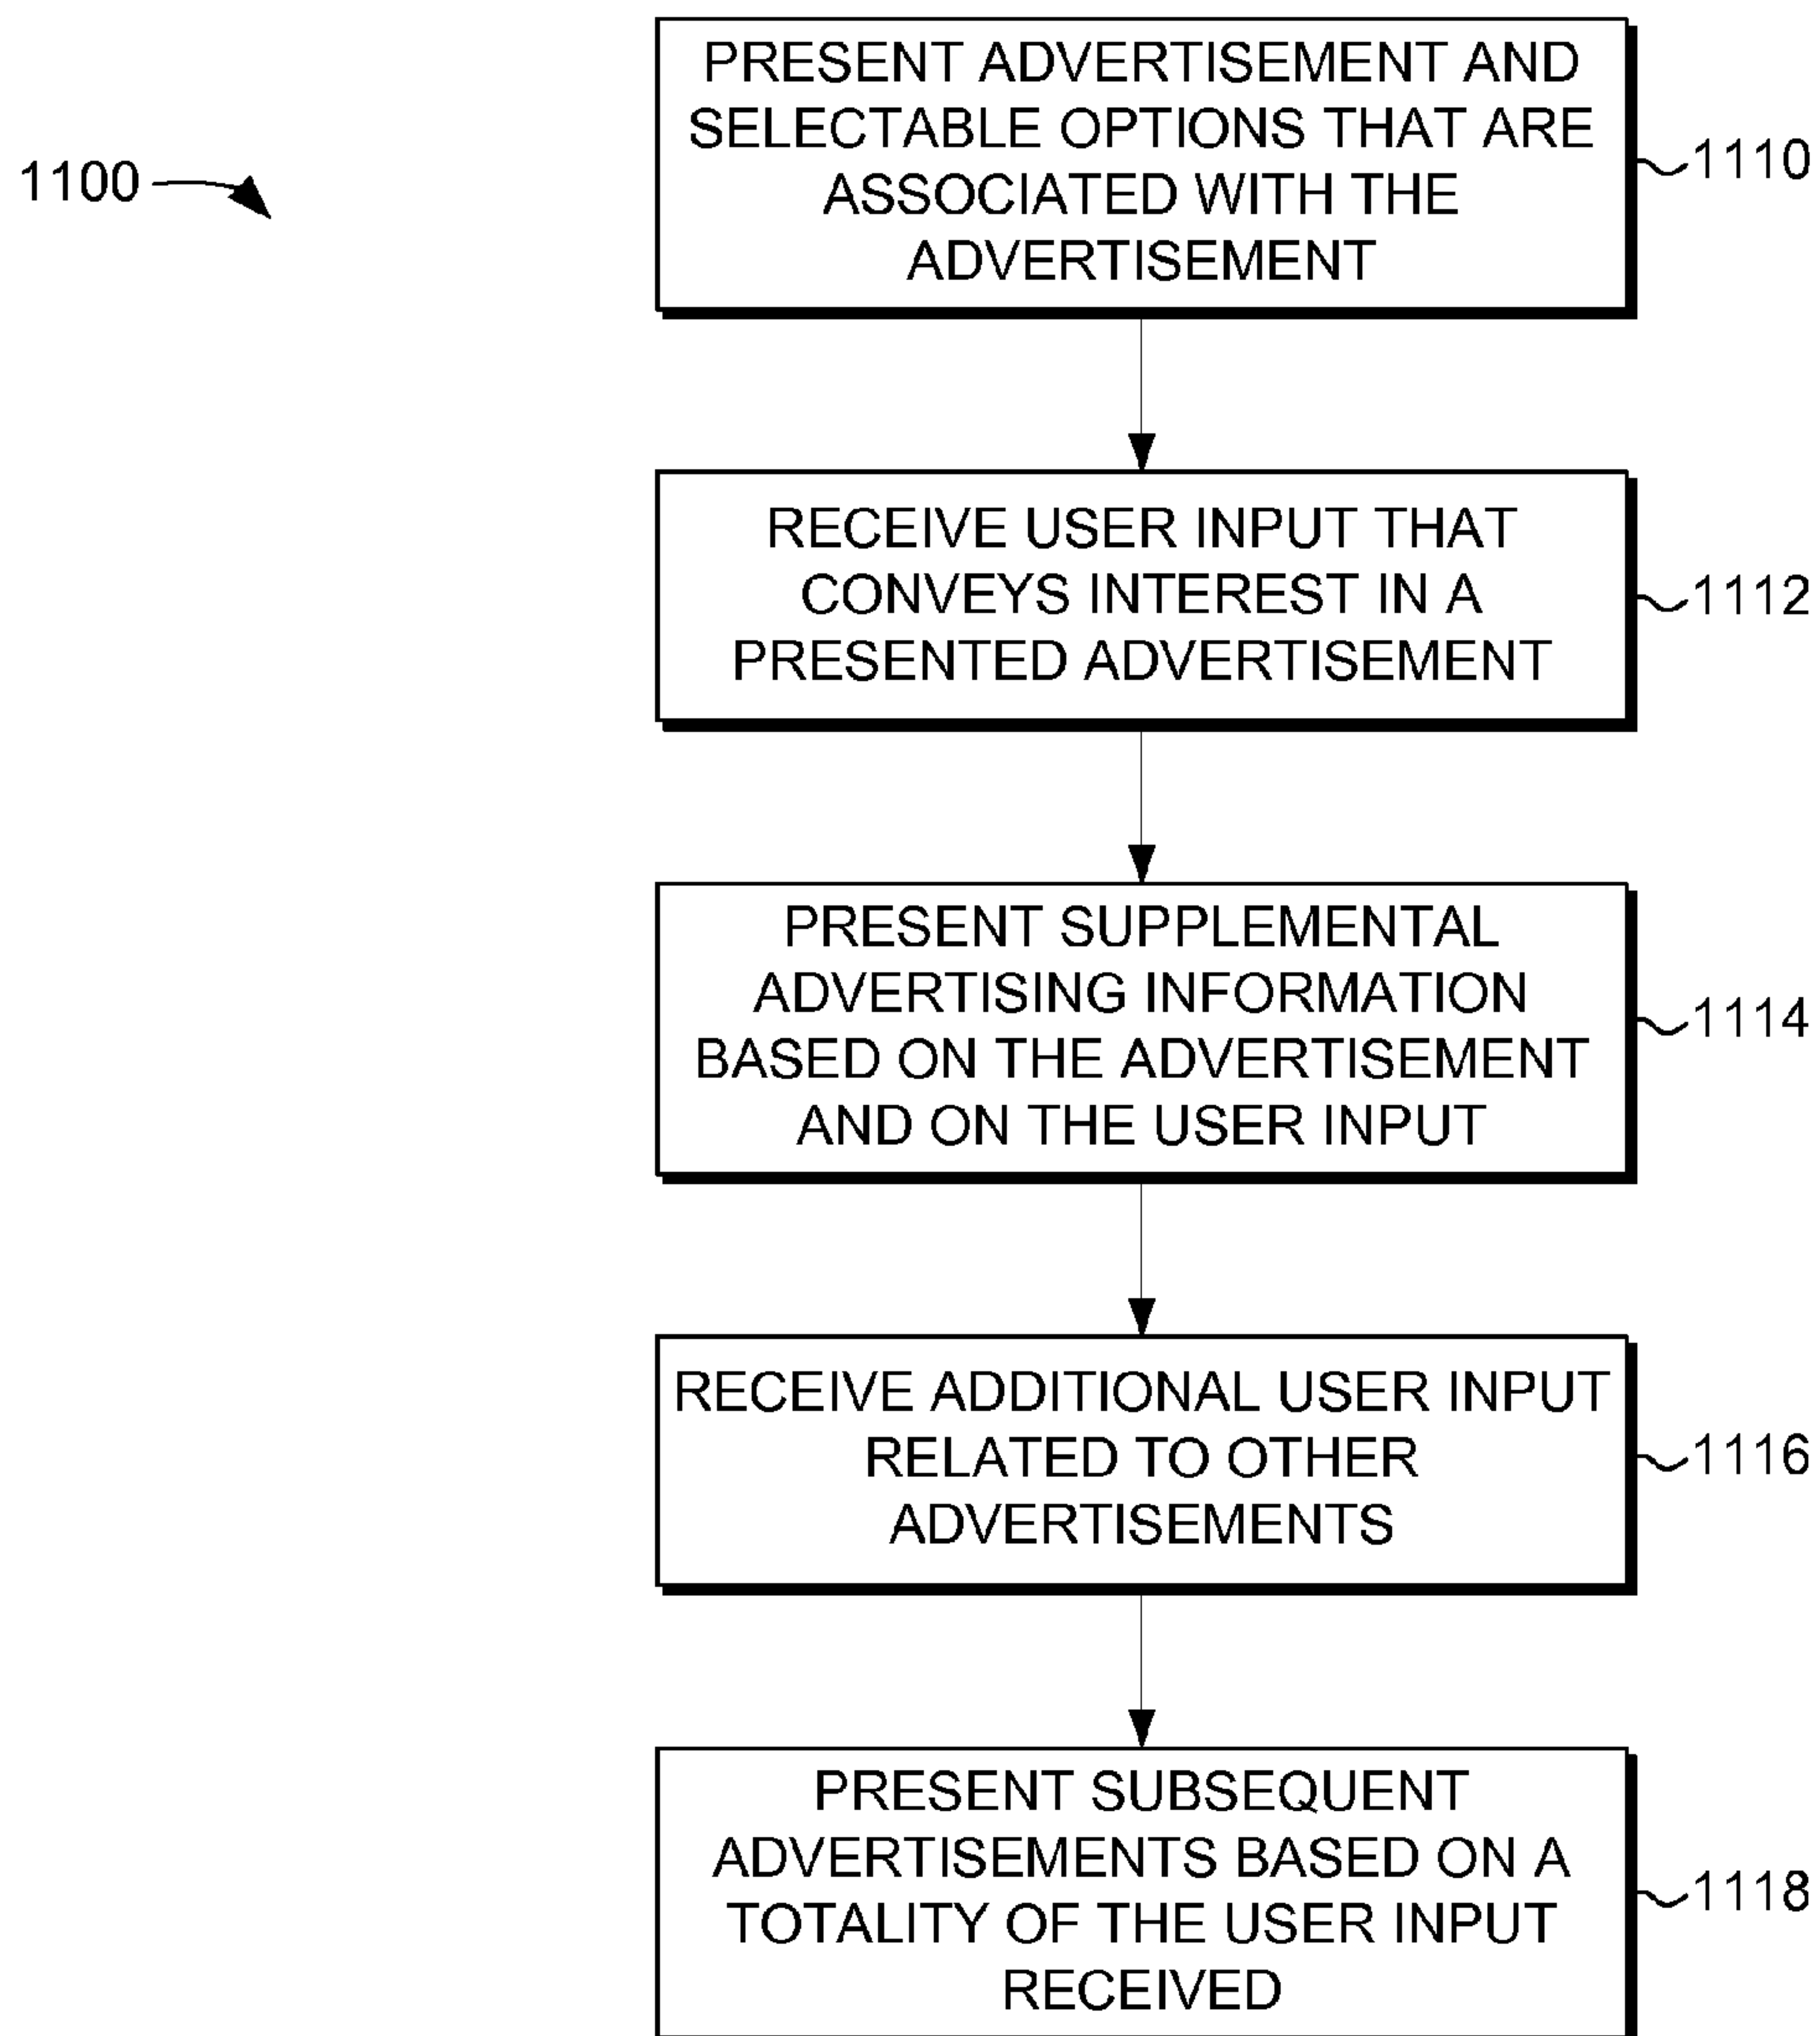 1100
PRESENT ADVERTISEMENT AND
SELECTABLE OPTIONS THAT ARE
ASSOCIATED WITH THE
ADVERTISEMENT
1110
RECEIVE USER INPUT THAT
CONVEYS INTEREST IN A
PRESENTED ADVERTISEMENT
1112
PRESENT SUPPLEMENTAL
ADVERTISING INFORMATION
BASED ON THE ADVERTISEMENT
AND ON THE USER INPUT
1114
RECEIVE ADDITIONAL USER INPUT
RELATED TO OTHER
ADVERTISEMENTS
1116
PRESENT SUBSEQUENT
ADVERTISEMENTS BASED ON A
TOTALITY OF THE USER INPUT
RECEIVED
1118